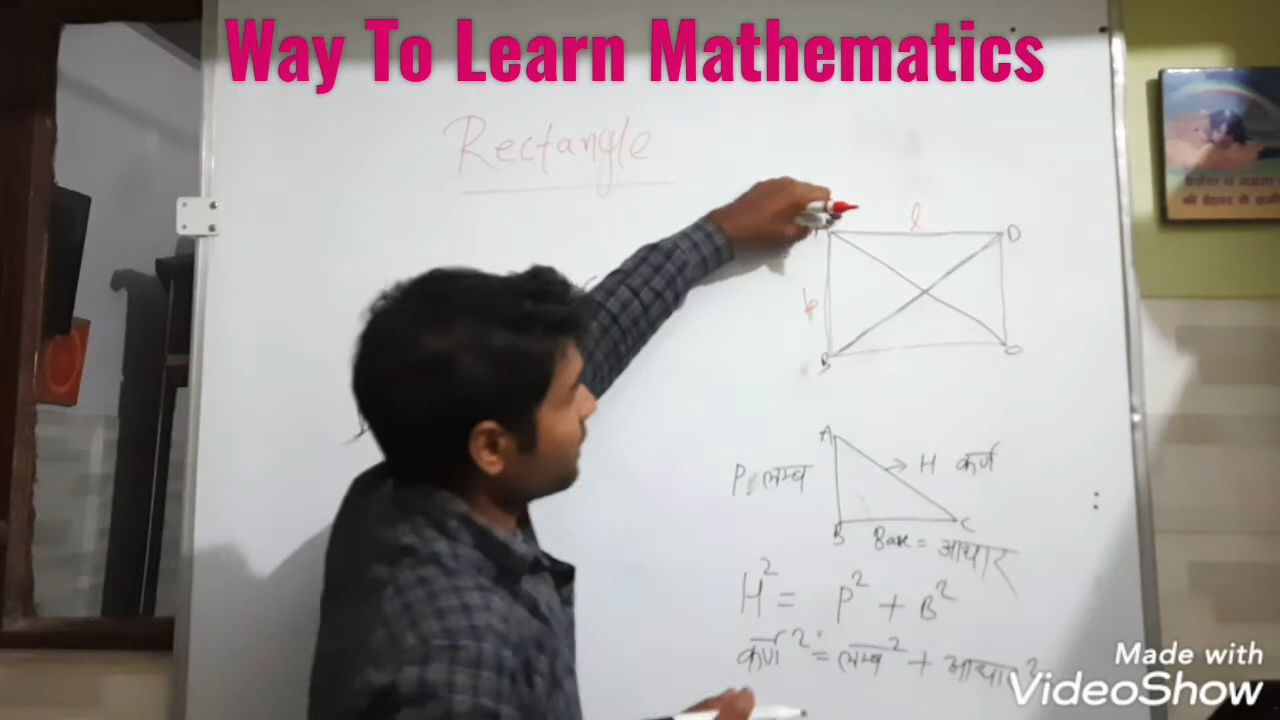 Way To Learn Mathematics
Rectangle
l
D
b
B
A
H कर्ण
P लम्ब
B
C
Base = आधार
H² = P² + B²
कर्ण² = लम्ब² + आधार²
Made with
VideoShow